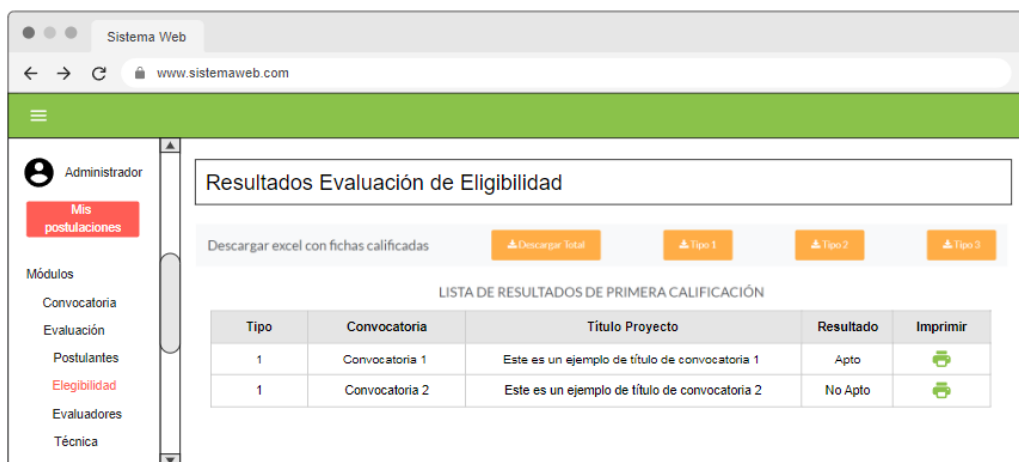 Sistema Web
www.sistemaweb.com
Administrador
Mis
postulaciones
Módulos
Convocatoria
Evaluación
Postulantes
Elegibilidad
Evaluadores
Técnica
Resultados Evaluación de Eligibilidad
Descargar excel con fichas calificadas
Descargar Total
Tipo 1
Tipo 2
Tipo 3
LISTA DE RESULTADOS DE PRIMERA CALIFICACIÓN
Tipo Convocatoria Título Proyecto Resultado Imprimir
1 Convocatoria 1 Este es un ejemplo de título de convocatoria 1 Apto
1 Convocatoria 2 Este es un ejemplo de título de convocatoria 2 No Apto